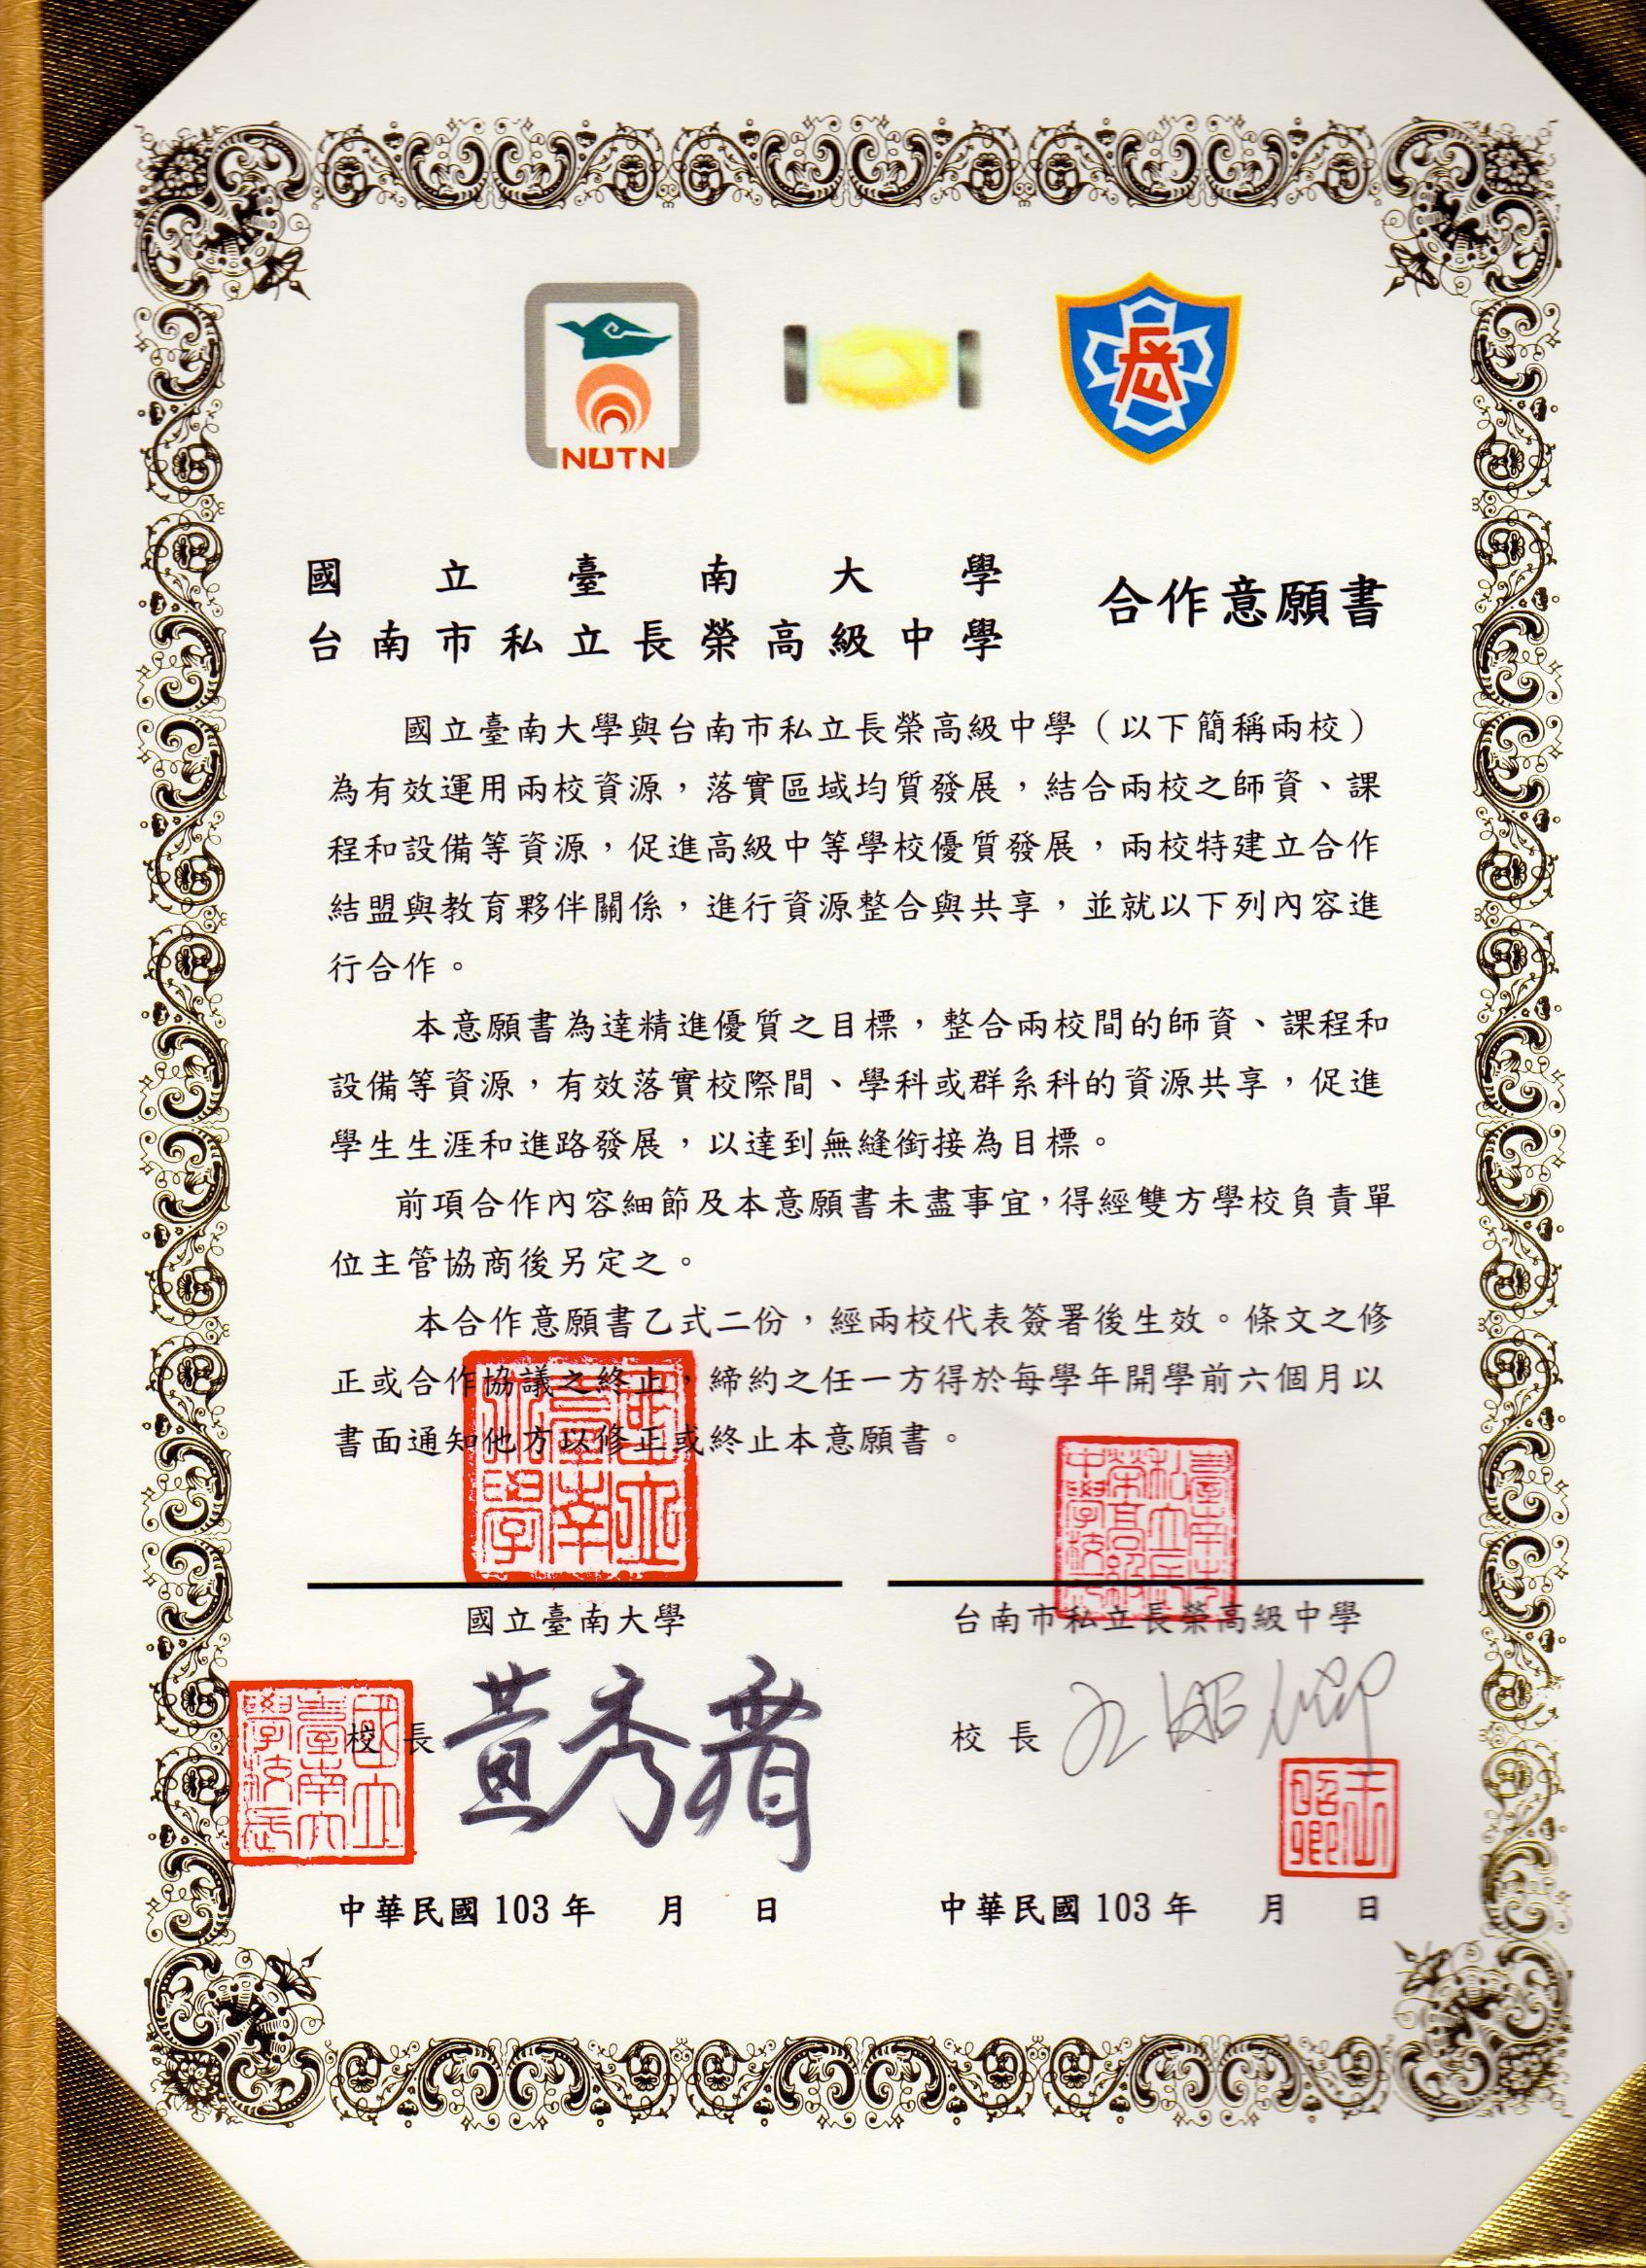 NUTN
長
國立臺南大學
台南市私立長榮高級中學
合作意願書
國立臺南大學與台南市私立長榮高級中學（以下簡稱兩校）
為有效運用兩校資源，落實區域均質發展，結合兩校之師資、課
程和設備等資源，促進高級中等學校優質發展，兩校特建立合作
結盟與教育夥伴關係，進行資源整合與共享，並就以下列內容進
行合作。
本意願書為達精進優質之目標，整合兩校間的師資、課程和
設備等資源，有效落實校際間、學科或群系科的資源共享，促進
學生生涯和進路發展，以達到無縫銜接為目標。
前項合作內容細節及本意願書未盡事宜，得經雙方學校負責單
位主管協商後另定之。
本合作意願書乙式二份，經兩校代表簽署後生效。條文之修
正或合作協議之終止，締約之任一方得於每學年開學前六個月以
書面通知他方以修正或終止本意願書。
國立臺南大學
國立臺南大學
台南市私立長榮高級中學
校長 黃秀霜
國立臺南大學校長
校長
中華民國 103 年 月 日
中華民國 103 年 月 日